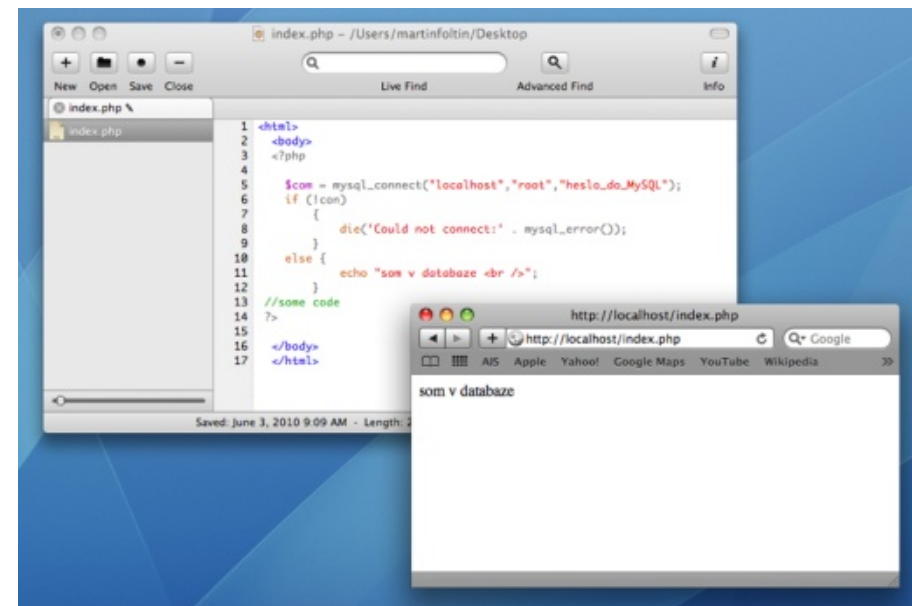 index.php – /Users/martinfoltin/Desktop
New Open Save Close
Live Find
Advanced Find
Info
index.php
index.php
1 <html>
2 <body>
3 <?php
4
5 $com = mysql_connect("localhost","root","heslo_do_MySQL");
6 if (!con)
7 {
8 die('Could not connect:' . mysql_error());
9 }
10 else {
11 echo "som v databaze <br />";
12 }
13 //some code
14 ?>
15
16 </body>
17 </html>
Saved: June 3, 2010 9:09 AM - Length: 2
http://localhost/index.php
http://localhost/index.php
Google
AIS Apple Yahoo! Google Maps YouTube Wikipedia
som v databaze